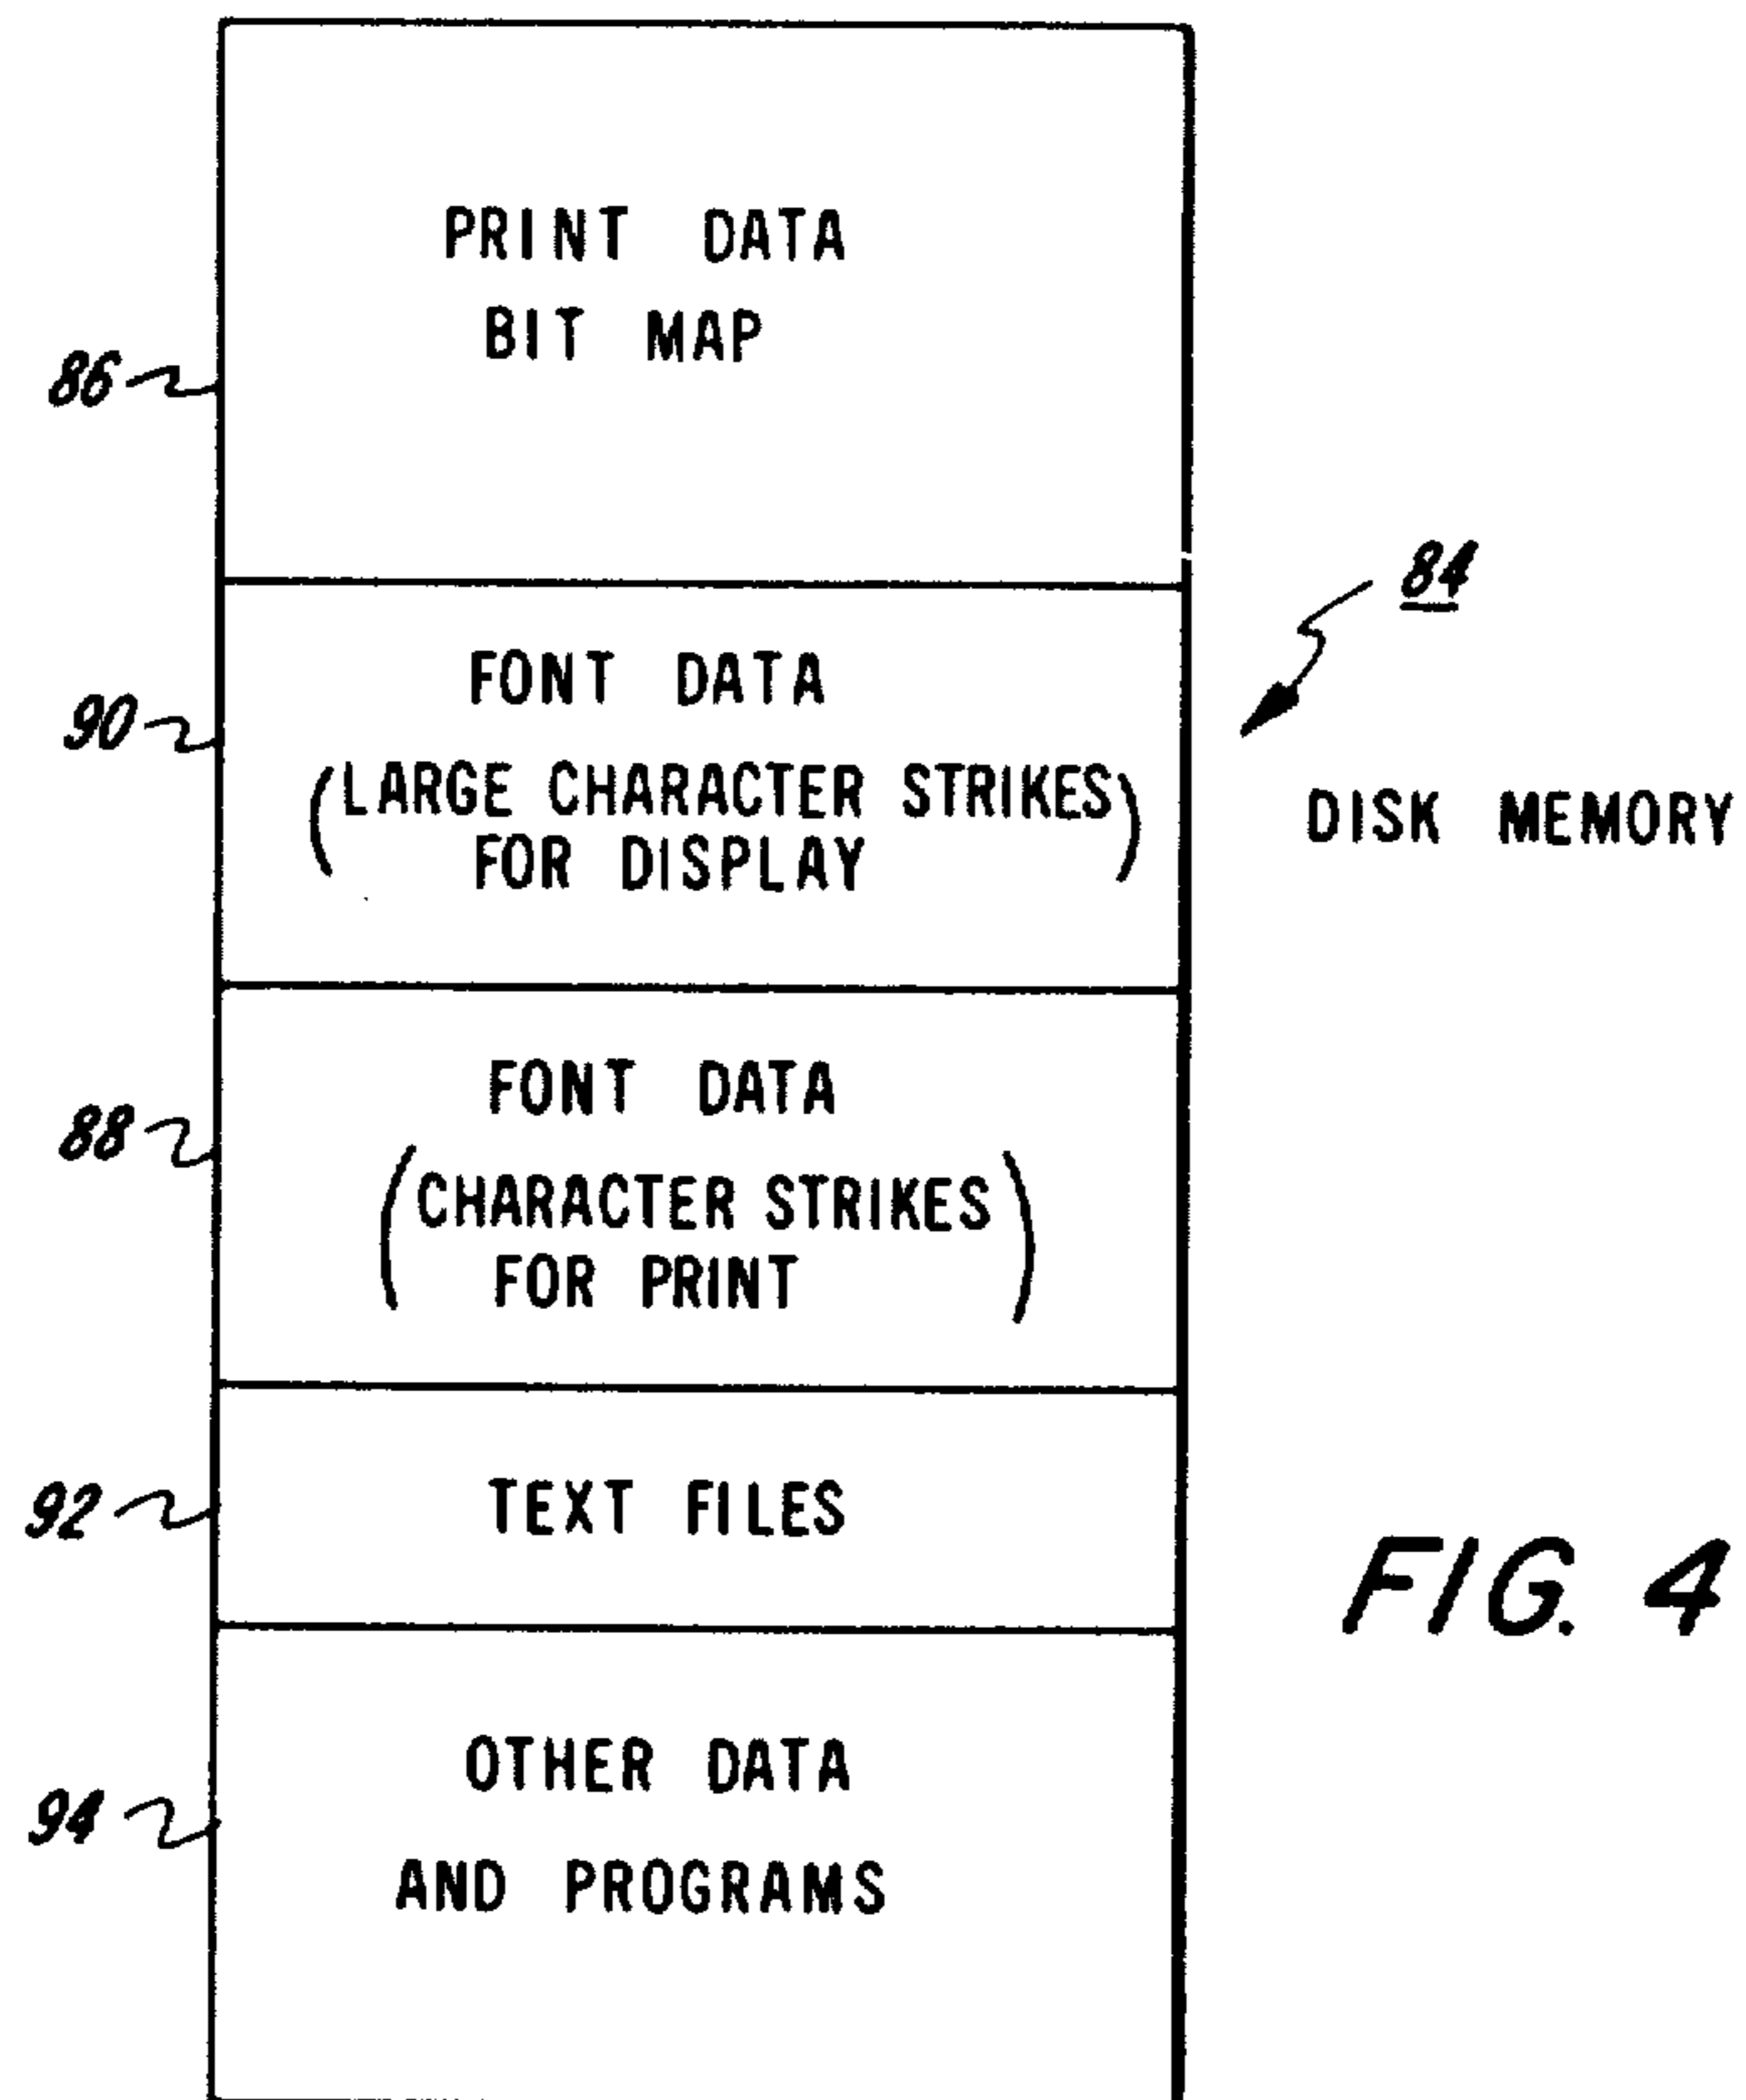 PRINT DATA
BIT MAP
86
84
FONT DATA
90
(LARGE CHARACTER STRIKES)
FOR DISPLAY
DISK MEMORY
FONT DATA
88
(CHARACTER STRIKES
FOR PRINT)
TEXT FILES
92
FIG. 4
OTHER DATA
94
AND PROGRAMS